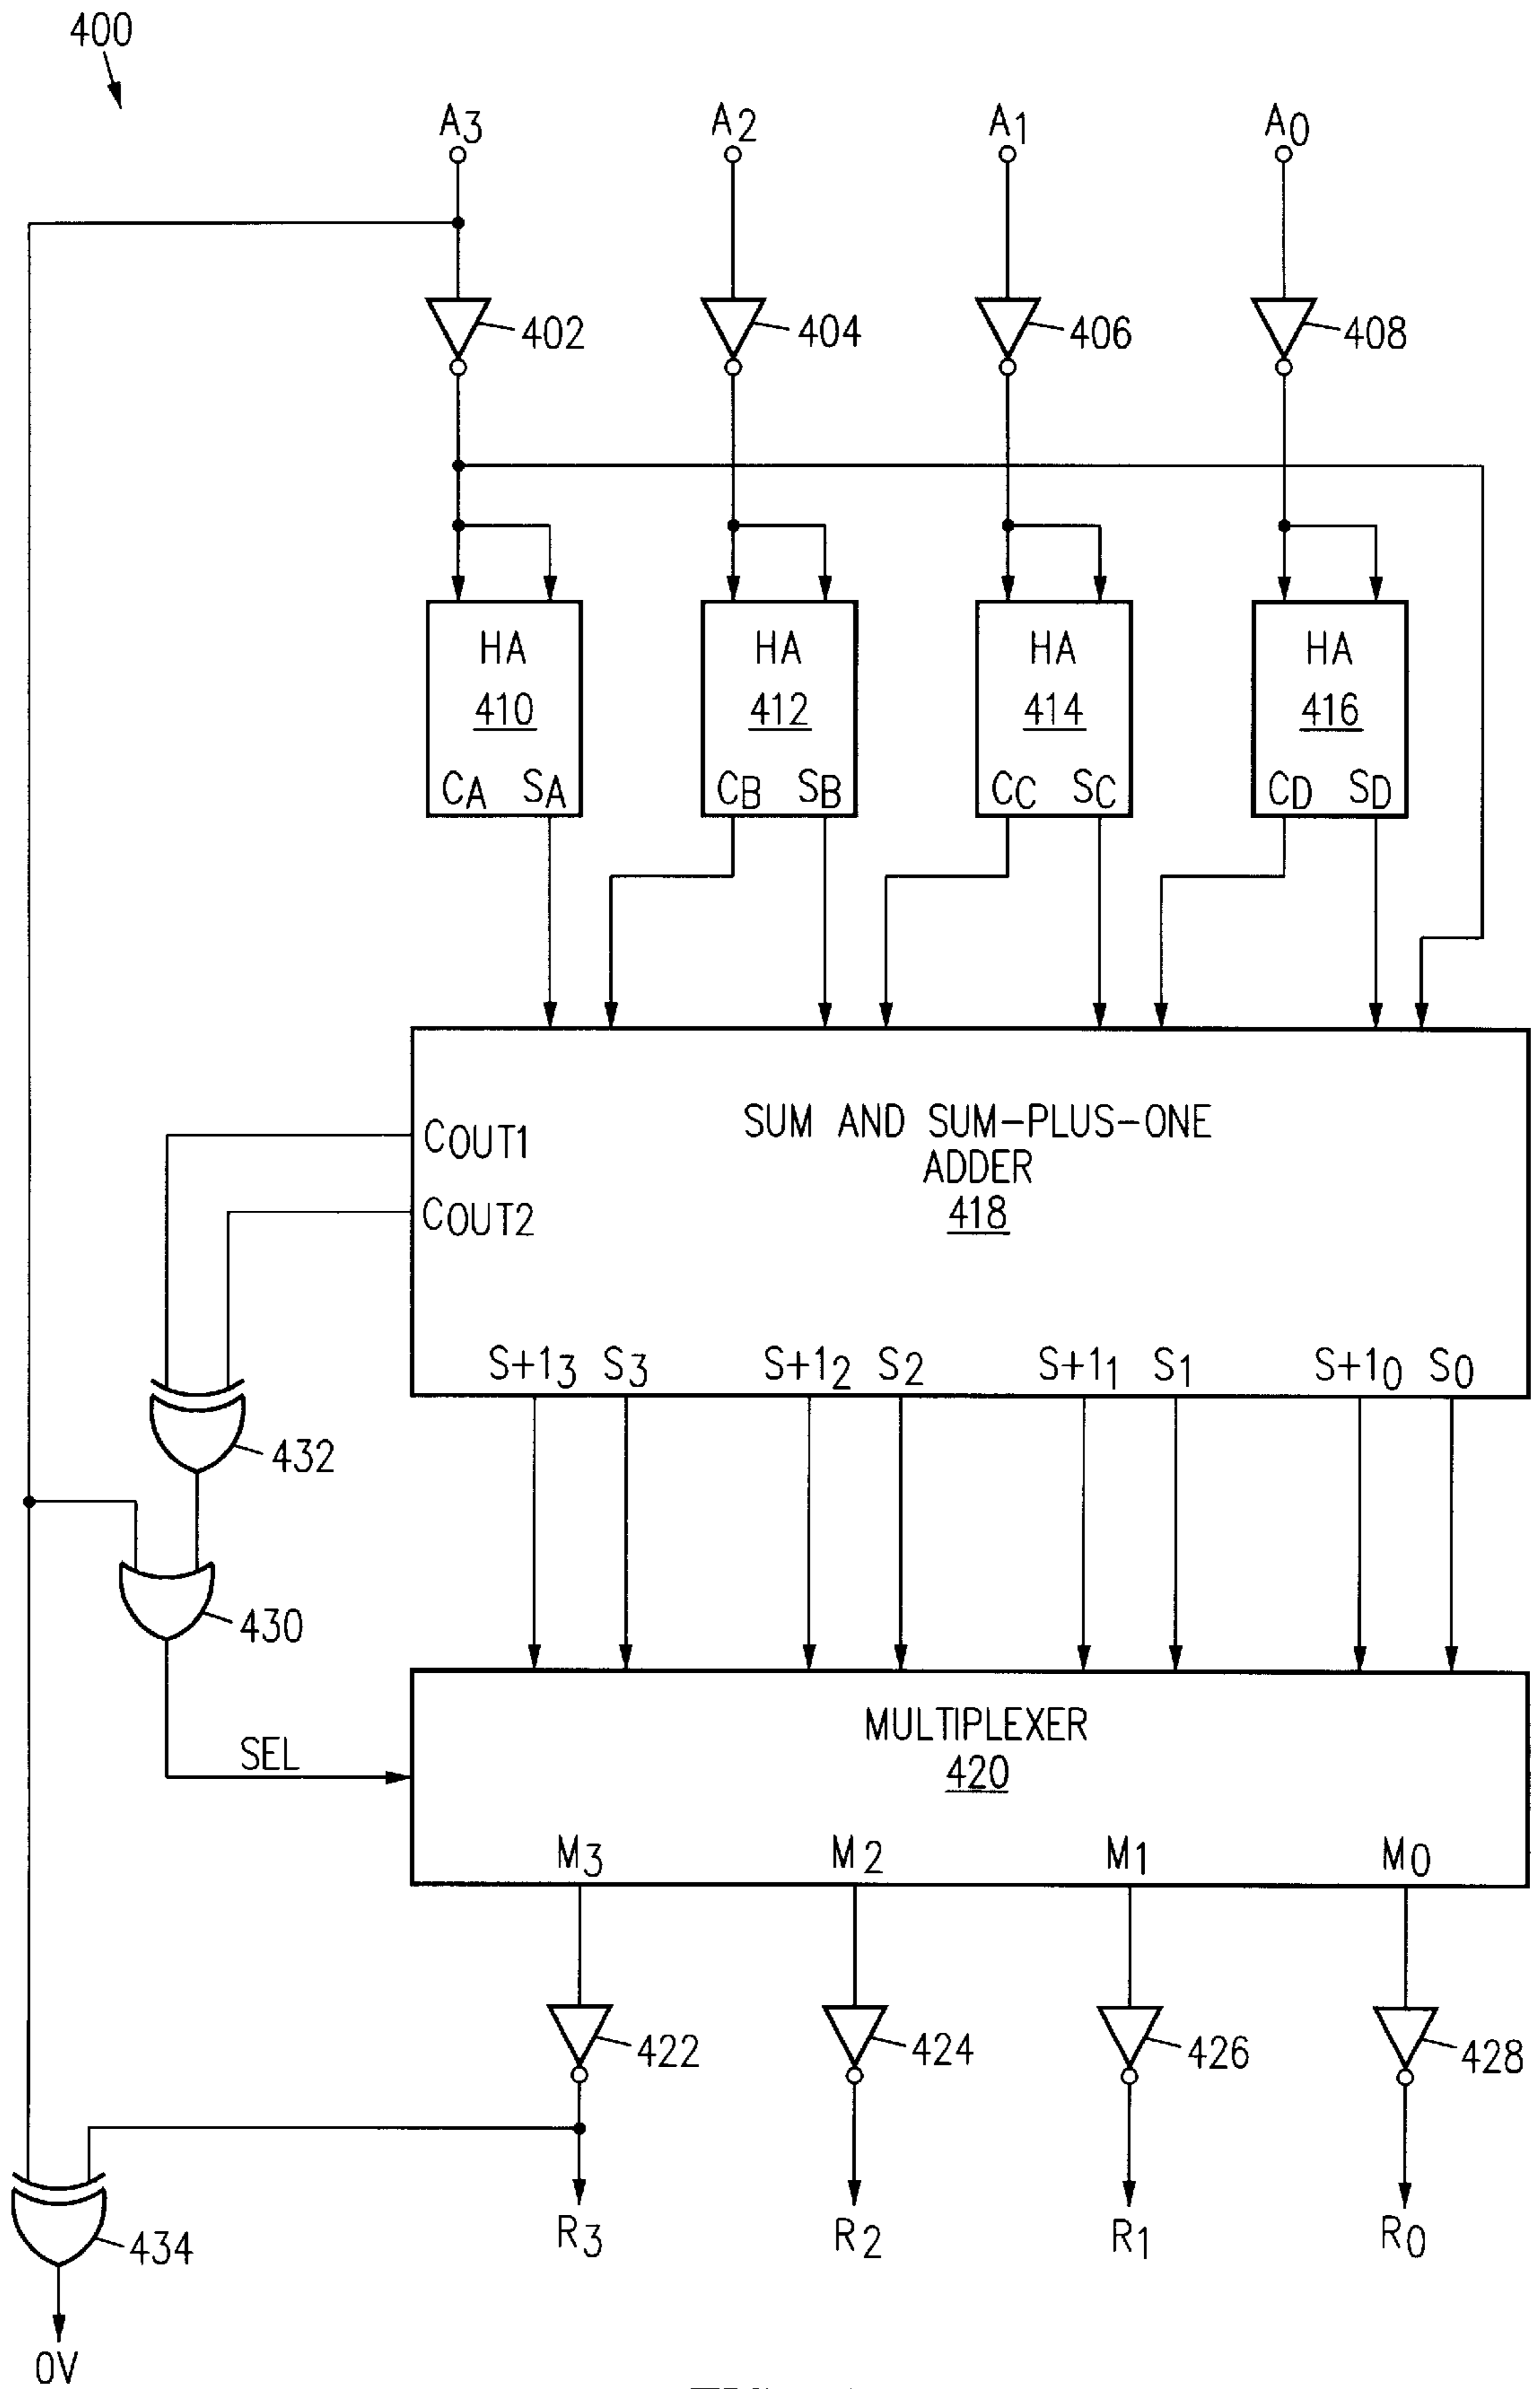 400
A3 A2 A1 A0
402 404 406 408
HA HA HA HA
410 412 414 416
CA SA CB SB CC SC CD SD
COUT1
SUM AND SUM-PLUS-ONE
ADDER
COUT2
418
S+13 S3 S+12 S2 S+11 S1 S+10 S0
432
430
MULTIPLEXER
SEL
420
M3 M2 M1 M0
422 424 426 428
R3 R2 R1 R0
434
OV